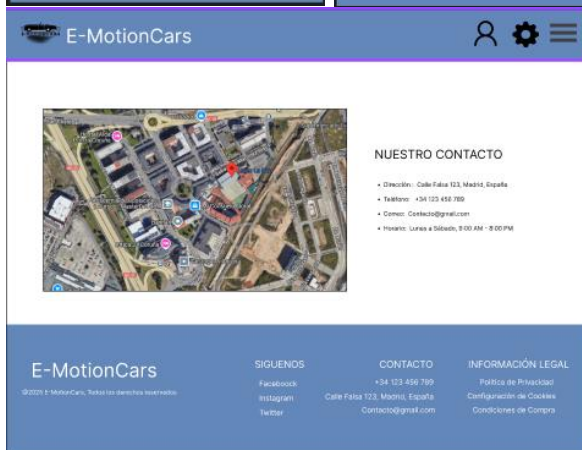 E-MotionCars
NUESTRO CONTACTO
• Dirección: Calle Falsa 123, Madrid, España
• Teléfono: +34 123 456 789
• Correo: Contacto@gmail.com
• Horario: Lunes a Sábado, 8:00 AM - 8:00 PM
E-MotionCars
©2025 E-MotionCars, Todos los derechos reservados
SIGUENOS
Faceboock
Instagram
Twitter
CONTACTO
+34 123 456 789
Calle Falsa 123, Madrid, España
Contacto@gmail.com
INFORMACIÓN LEGAL
Política de Privacidad
Configuración de Cookies
Condiciones de Compra